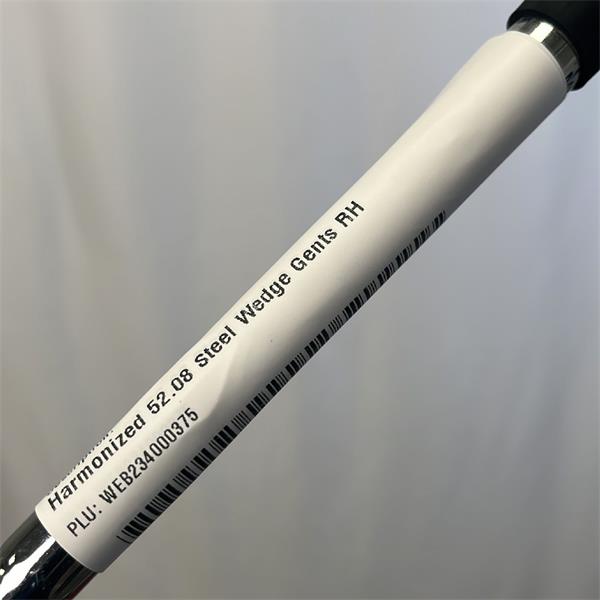 Harmonized 52.08 Steel Wedge Gents RH
PLU: WEB234000375